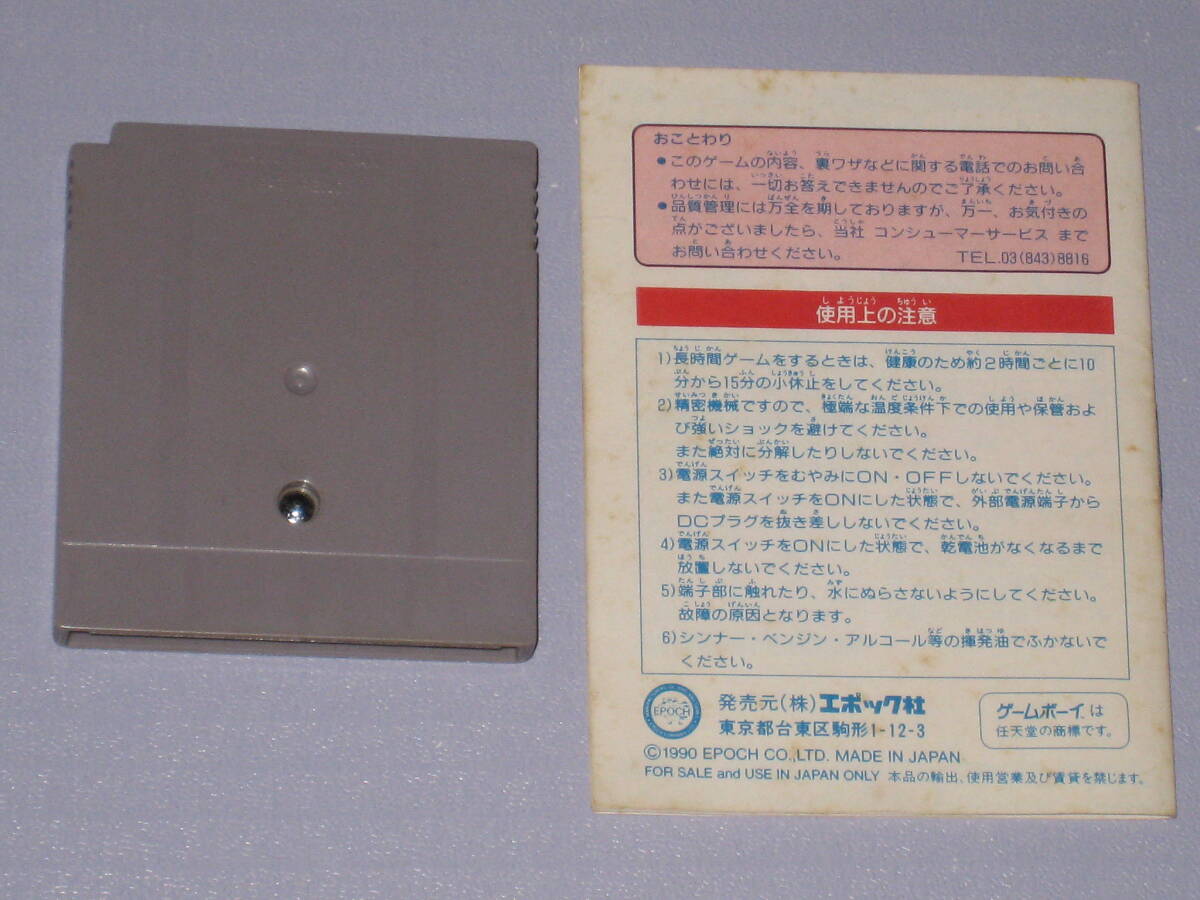 おことわり
●このゲームの内容、裏ワザなどに関する電話でのお問い合
わせには、一切お答えできませんのでご了承ください。
●品質管理には万全を期しておりますが、万一、お気付きの
点がございましたら、当社 コンシューマーサービス まで
お問い合わせください。 TEL.03(843)8816
使用上の注意
1)長時間ゲームをするときは、健康のため約2時間ごとに10
分から15分の小休止をしてください。
2)精密機械ですので、極端な温度条件下での使用や保管およ
び強いショックを避けてください。
また絶対に分解したりしないでください。
3)電源スイッチをむやみにON・OFFしないでください。
また電源スイッチをONにした状態で、外部電源端子から
DCプラグを抜き差ししないでください。
4)電源スイッチをONにした状態で、乾電池がなくなるまで
放置しないでください。
5)端子部に触れたり、水にぬらさないようにしてください。
故障の原因となります。
6)シンナー・ベンジン・アルコール等の揮発油でふかないで
ください。
EPOCH
発売元(株)エポック社
東京都台東区駒形1-12-3
ゲームボーイは
任天堂の商標です。
©1990 EPOCH CO.,LTD. MADE IN JAPAN
FOR SALE and USE IN JAPAN ONLY 本品の輸出、使用営業及び賃貸を禁じます。